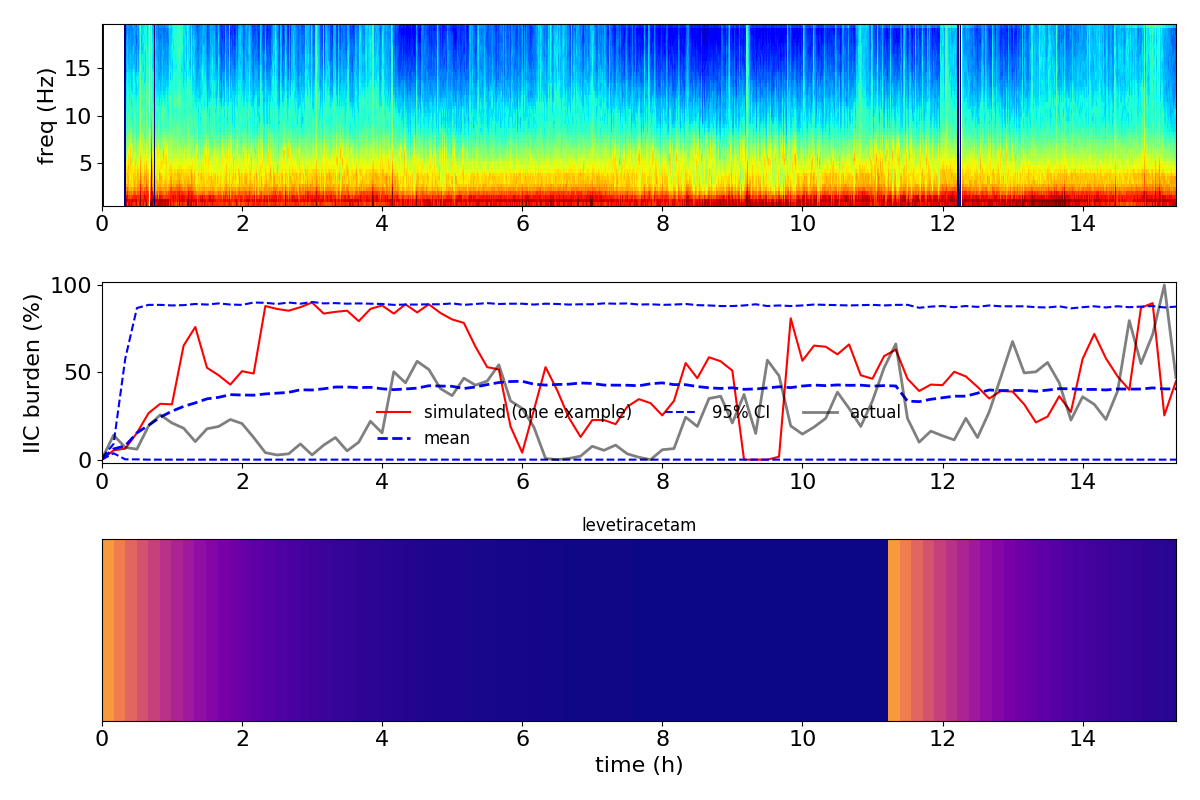 freq (Hz)
15
10
5
0 2 4 6 8 10 12 14
IIC burden (%)
100
50
0
simulated (one example) 95% CI actual
mean
0 2 4 6 8 10 12 14
levetiracetam
0 2 4 6 8 10 12 14
time (h)